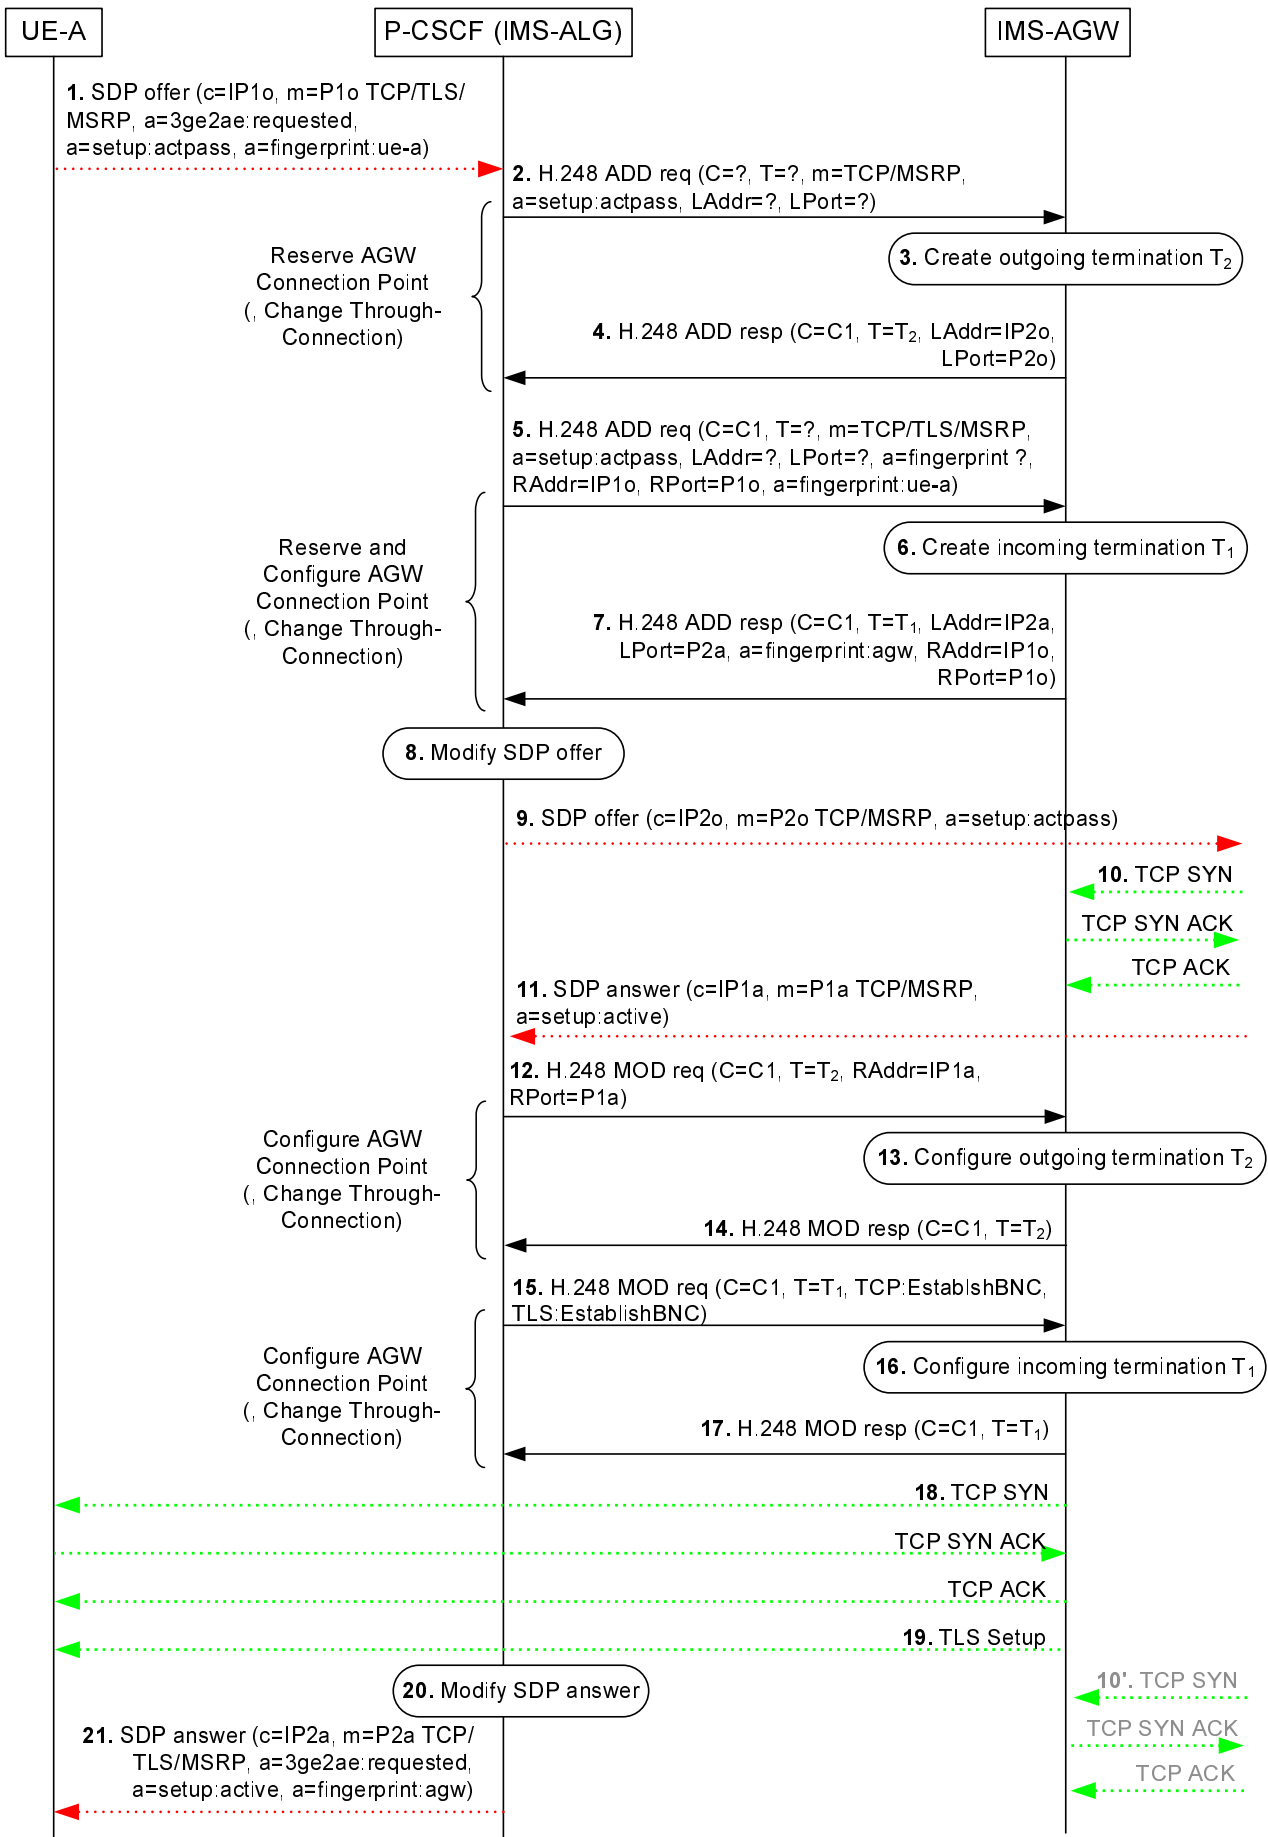 UE-A
P-CSCF (IMS-ALG)
IMS-AGW
1. SDP offer (c=IP1o, m=P1o TCP/TLS/
MSRP, a=3ge2ae:requested,
a=setup:actpass, a=fingerprint:ue-a)
2. H.248 ADD req (C=?, T=?, m=TCP/MSRP,
a=setup:actpass, LAddr=?, LPort=?)
Reserve AGW
Connection Point
(, Change Through-
Connection)
3. Create outgoing termination T2
4. H.248 ADD resp (C=C1, T=T2, LAddr=IP2o,
LPort=P2o)
5. H.248 ADD req (C=C1, T=?, m=TCP/TLS/MSRP,
a=setup:actpass, LAddr=?, LPort=?, a=fingerprint ?,
RAddr=IP1o, RPort=P1o, a=fingerprint:ue-a)
Reserve and
Configure AGW
Connection Point
(, Change Through-
Connection)
6. Create incoming termination T1
7. H.248 ADD resp (C=C1, T=T1, LAddr=IP2a,
LPort=P2a, a=fingerprint:agw, RAddr=IP1o,
RPort=P1o)
8. Modify SDP offer
9. SDP offer (c=IP2o, m=P2o TCP/MSRP, a=setup:actpass)
10. TCP SYN
TCP SYN ACK
TCP ACK
11. SDP answer (c=IP1a, m=P1a TCP/MSRP,
a=setup:active)
12. H.248 MOD req (C=C1, T=T2, RAddr=IP1a,
RPort=P1a)
Configure AGW
Connection Point
(, Change Through-
Connection)
13. Configure outgoing termination T2
14. H.248 MOD resp (C=C1, T=T2)
15. H.248 MOD req (C=C1, T=T1, TCP:EstablshBNC,
TLS:EstablishBNC)
Configure AGW
Connection Point
(, Change Through-
Connection)
16. Configure incoming termination T1
17. H.248 MOD resp (C=C1, T=T1)
18. TCP SYN
TCP SYN ACK
TCP ACK
19. TLS Setup
20. Modify SDP answer
10'. TCP SYN
TCP SYN ACK
TCP ACK
21. SDP answer (c=IP2a, m=P2a TCP/
TLS/MSRP, a=3ge2ae:requested,
a=setup:active, a=fingerprint:agw)